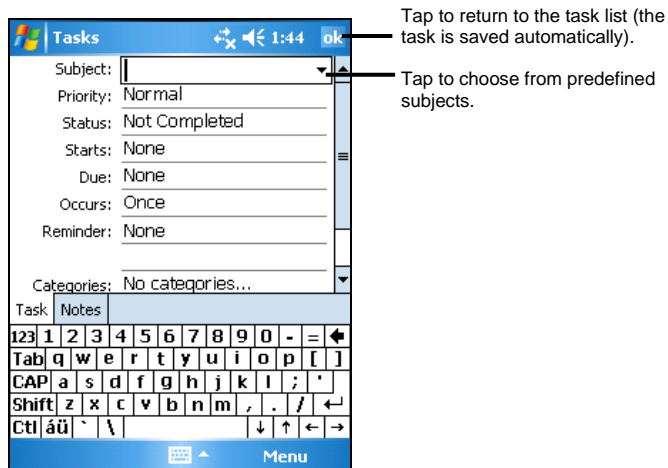 Tasks 1:44 ok
Subject:
Priority: Normal
Status: Not Completed
Starts: None
Due: None
Occurs: Once
Reminder: None
Categories: No categories...
Task Notes
123 1 2 3 4 5 6 7 8 9 0 - =
Tab q w e r t y u i o p [ ]
CAP a s d f g h j k l ; '
Shift z x c v b n m , . /
Ctl áü ` \
Menu
Tap to return to the task list (the
task is saved automatically).
Tap to choose from predefined
subjects.